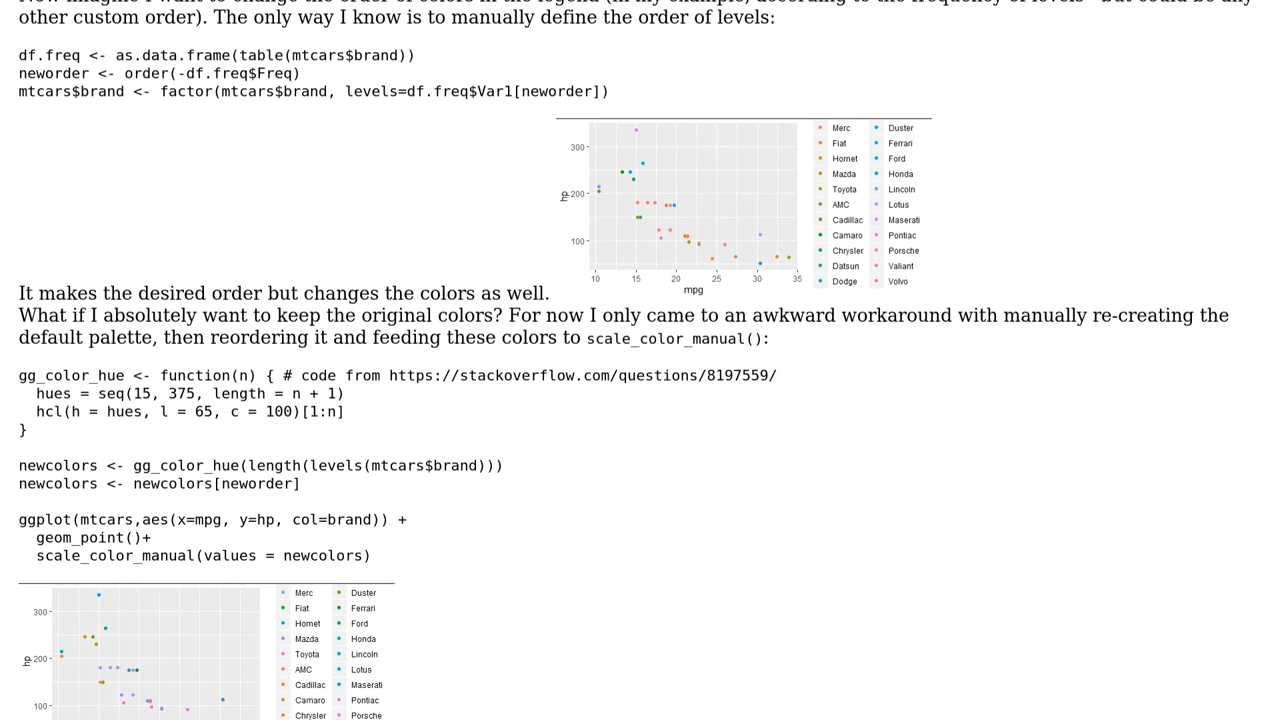 other custom order). The only way I know is to manually define the order of levels:
df.freq <- as.data.frame(table(mtcars$brand))
neworder <- order(-df.freq$Freq)
mtcars$brand <- factor(mtcars$brand, levels=df.freq$Var1[neworder])
300
200
100
hp
10 15 20 25 30 35
mpg
Merc Duster
Fiat Ferrari
Hornet Ford
Mazda Honda
Toyota Lincoln
AMC Lotus
Cadillac Maserati
Camaro Pontiac
Chrysler Porsche
Datsun Valiant
Dodge Volvo
It makes the desired order but changes the colors as well.
What if I absolutely want to keep the original colors? For now I only came to an awkward workaround with manually re-creating the
default palette, then reordering it and feeding these colors to scale_color_manual():
gg_color_hue <- function(n) { # code from https://stackoverflow.com/questions/8197559/
  hues = seq(15, 375, length = n + 1)
  hcl(h = hues, l = 65, c = 100)[1:n]
}
newcolors <- gg_color_hue(length(levels(mtcars$brand)))
newcolors <- newcolors[neworder]
ggplot(mtcars,aes(x=mpg, y=hp, col=brand)) +
  geom_point()+
  scale_color_manual(values = newcolors)
300
200
100
hp
Merc Duster
Fiat Ferrari
Hornet Ford
Mazda Honda
Toyota Lincoln
AMC Lotus
Cadillac Maserati
Camaro Pontiac
Chrysler Porsche